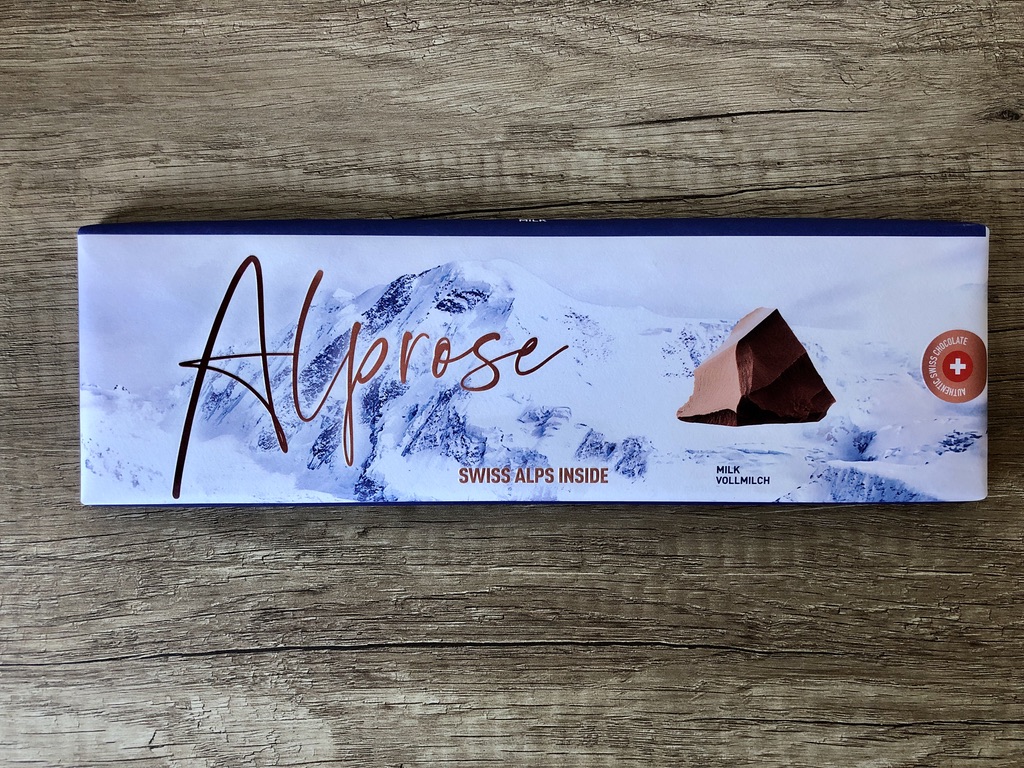 MILK
Alprose
SWISS ALPS INSIDE
MILK
VOLLMILCH
AUTHENTIC SWISS CHOCOLATE